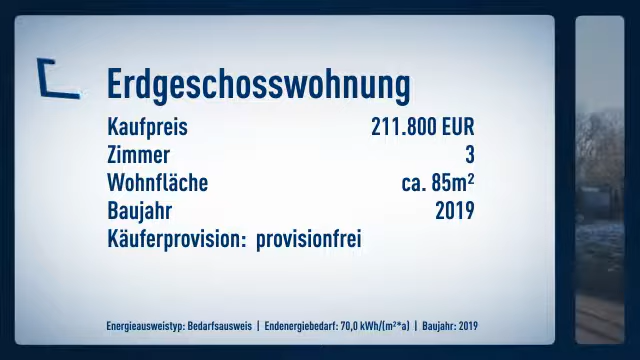 Erdgeschosswohnung
Kaufpreis 211.800 EUR
Zimmer 3
Wohnfläche ca. 85m²
Baujahr 2019
Käuferprovision: provisionfrei
Energieausweistyp: Bedarfsausweis | Endenergiebedarf: 70,0 kWh/(m²*a) | Baujahr: 2019